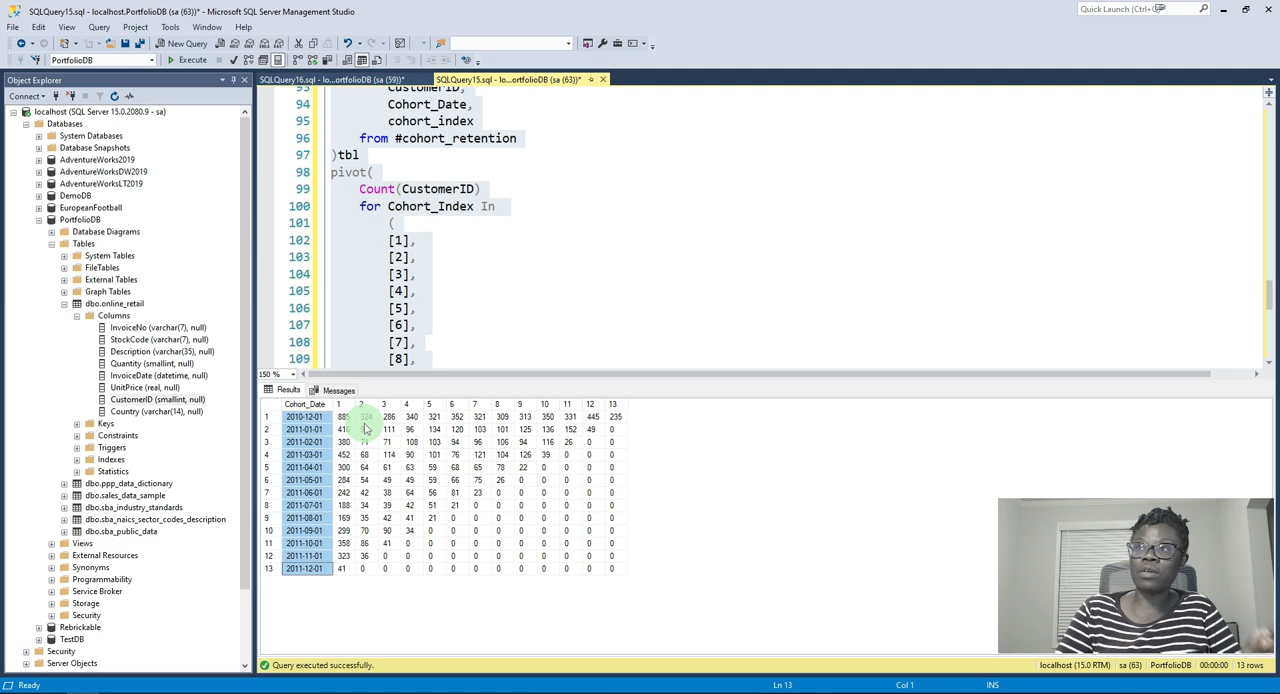 SQLQuery15.sql - localhost.PortfolioDB (sa (63))* - Microsoft SQL Server Management Studio
Quick Launch (Ctrl+
File Edit View Query Project Tools Window Help
New Query
PortfolioDB Execute
Object Explorer
SQLQuery16.sql - lo...ortfolioDB (sa (59))* SQLQuery15.sql - lo...ortfolioDB (sa (63))*
Connect
localhost (SQL Server 15.0.2080.9 - sa)
Databases
System Databases
Database Snapshots
AdventureWorks2019
AdventureWorksDW2019
AdventureWorksLT2019
DemoDB
EuropeanFootball
PortfolioDB
Database Diagrams
Tables
System Tables
FileTables
External Tables
Graph Tables
dbo.online_retail
Columns
InvoiceNo (varchar(7), null)
StockCode (varchar(7), null)
Description (varchar(35), null)
Quantity (smallint, null)
InvoiceDate (datetime, null)
UnitPrice (real, null)
CustomerID (smallint, null)
Country (varchar(14), null)
Keys
Constraints
Triggers
Indexes
Statistics
dbo.ppp_data_dictionary
dbo.sales_data_sample
dbo.sba_industry_standards
dbo.sba_naics_sector_codes_description
dbo.sba_public_data
Views
External Resources
Synonyms
Programmability
Service Broker
Storage
Security
Rebrickable
TestDB
Security
Server Objects
93 CustomerID,
94 Cohort_Date,
95 cohort_index
96 from #cohort_retention
97 )tbl
98 pivot(
99 Count(CustomerID)
100 for Cohort_Index In
101 (
102 [1],
103 [2],
104 [3],
105 [4],
106 [5],
107 [6],
108 [7],
109 [8],
150 %
Results Messages
Cohort_Date 1 2 3 4 5 6 7 8 9 10 11 12 13
1 2010-12-01 885 324 286 340 321 352 321 309 313 350 331 445 235
2 2011-01-01 111 96 134 120 103 101 125 136 152 49 0
3 2011-02-01 380 71 71 108 103 94 96 106 94 116 26 0 0
4 2011-03-01 452 68 114 90 101 76 121 104 126 39 0 0 0
5 2011-04-01 300 64 61 63 59 68 65 78 22 0 0 0 0
6 2011-05-01 284 54 49 49 59 66 75 26 0 0 0 0 0
7 2011-06-01 242 42 38 64 56 81 23 0 0 0 0 0 0
8 2011-07-01 188 34 39 42 51 21 0 0 0 0 0 0 0
9 2011-08-01 169 35 42 41 21 0 0 0 0 0 0 0 0
10 2011-09-01 299 70 90 34 0 0 0 0 0 0 0 0 0
11 2011-10-01 358 86 41 0 0 0 0 0 0 0 0 0 0
12 2011-11-01 323 36 0 0 0 0 0 0 0 0 0 0 0
13 2011-12-01 41 0 0 0 0 0 0 0 0 0 0 0 0
Query executed successfully. localhost (15.0 RTM) sa (63) PortfolioDB 00:00:00 13 rows
Ready Ln 13 Col 1 INS